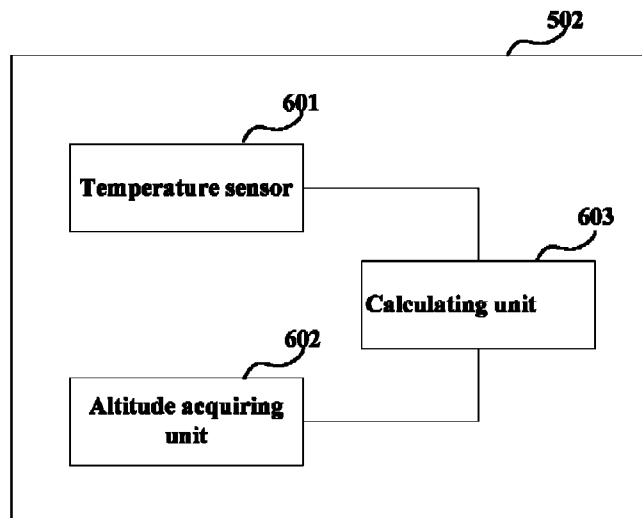 502
601
Temperature sensor
603
Calculating unit
602
Altitude acquiring
unit